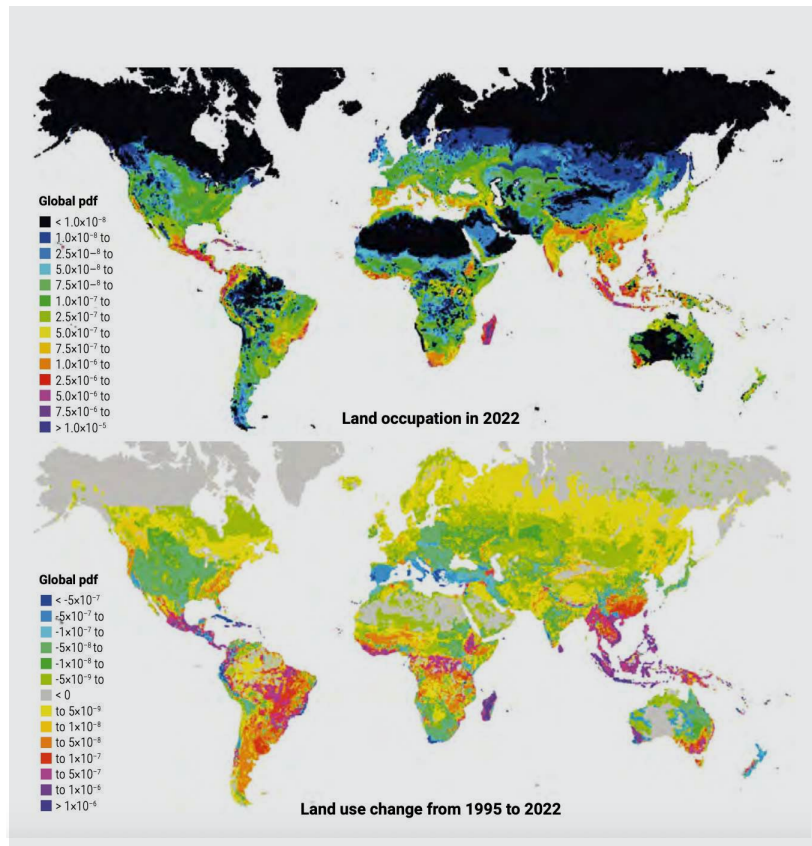 Global pdf
< 1.0×10⁻⁸
1.0×10⁻⁸ to
2.5×10−⁸ to
5.0×10−⁸ to
7.5×10−⁸ to
1.0×10⁻⁷ to
2.5×10⁻⁷ to
5.0×10⁻⁷ to
7.5×10⁻⁷ to
1.0×10⁻⁶ to
2.5×10⁻⁶ to
5.0×10⁻⁶ to
7.5×10⁻⁶ to
> 1.0×10⁻⁵
Land occupation in 2022
Global pdf
< -5×10⁻⁷
-5×10⁻⁷ to
-1×10⁻⁷ to
-5×10⁻⁸ to
-1×10⁻⁸ to
-5×10⁻⁹ to
< 0
to 5×10⁻⁹
to 1×10⁻⁸
to 5×10⁻⁸
to 1×10⁻⁷
to 5×10⁻⁷
to 1×10⁻⁶
> 1×10⁻⁶
Land use change from 1995 to 2022